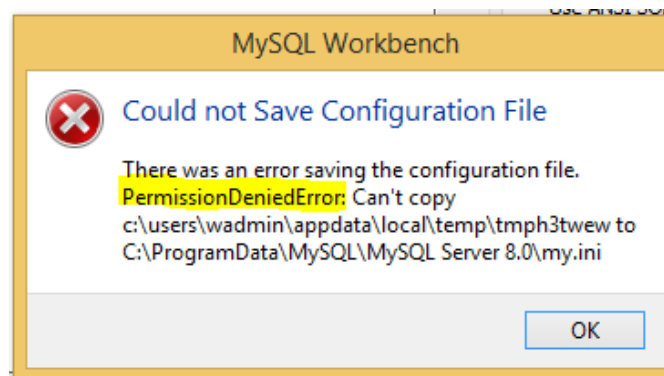 MySQL Workbench
Could not Save Configuration File
There was an error saving the configuration file.
PermissionDeniedError: Can't copy
c:\users\wadmin\appdata\local\temp\tmph3twew to
C:\ProgramData\MySQL\MySQL Server 8.0\my.ini
OK